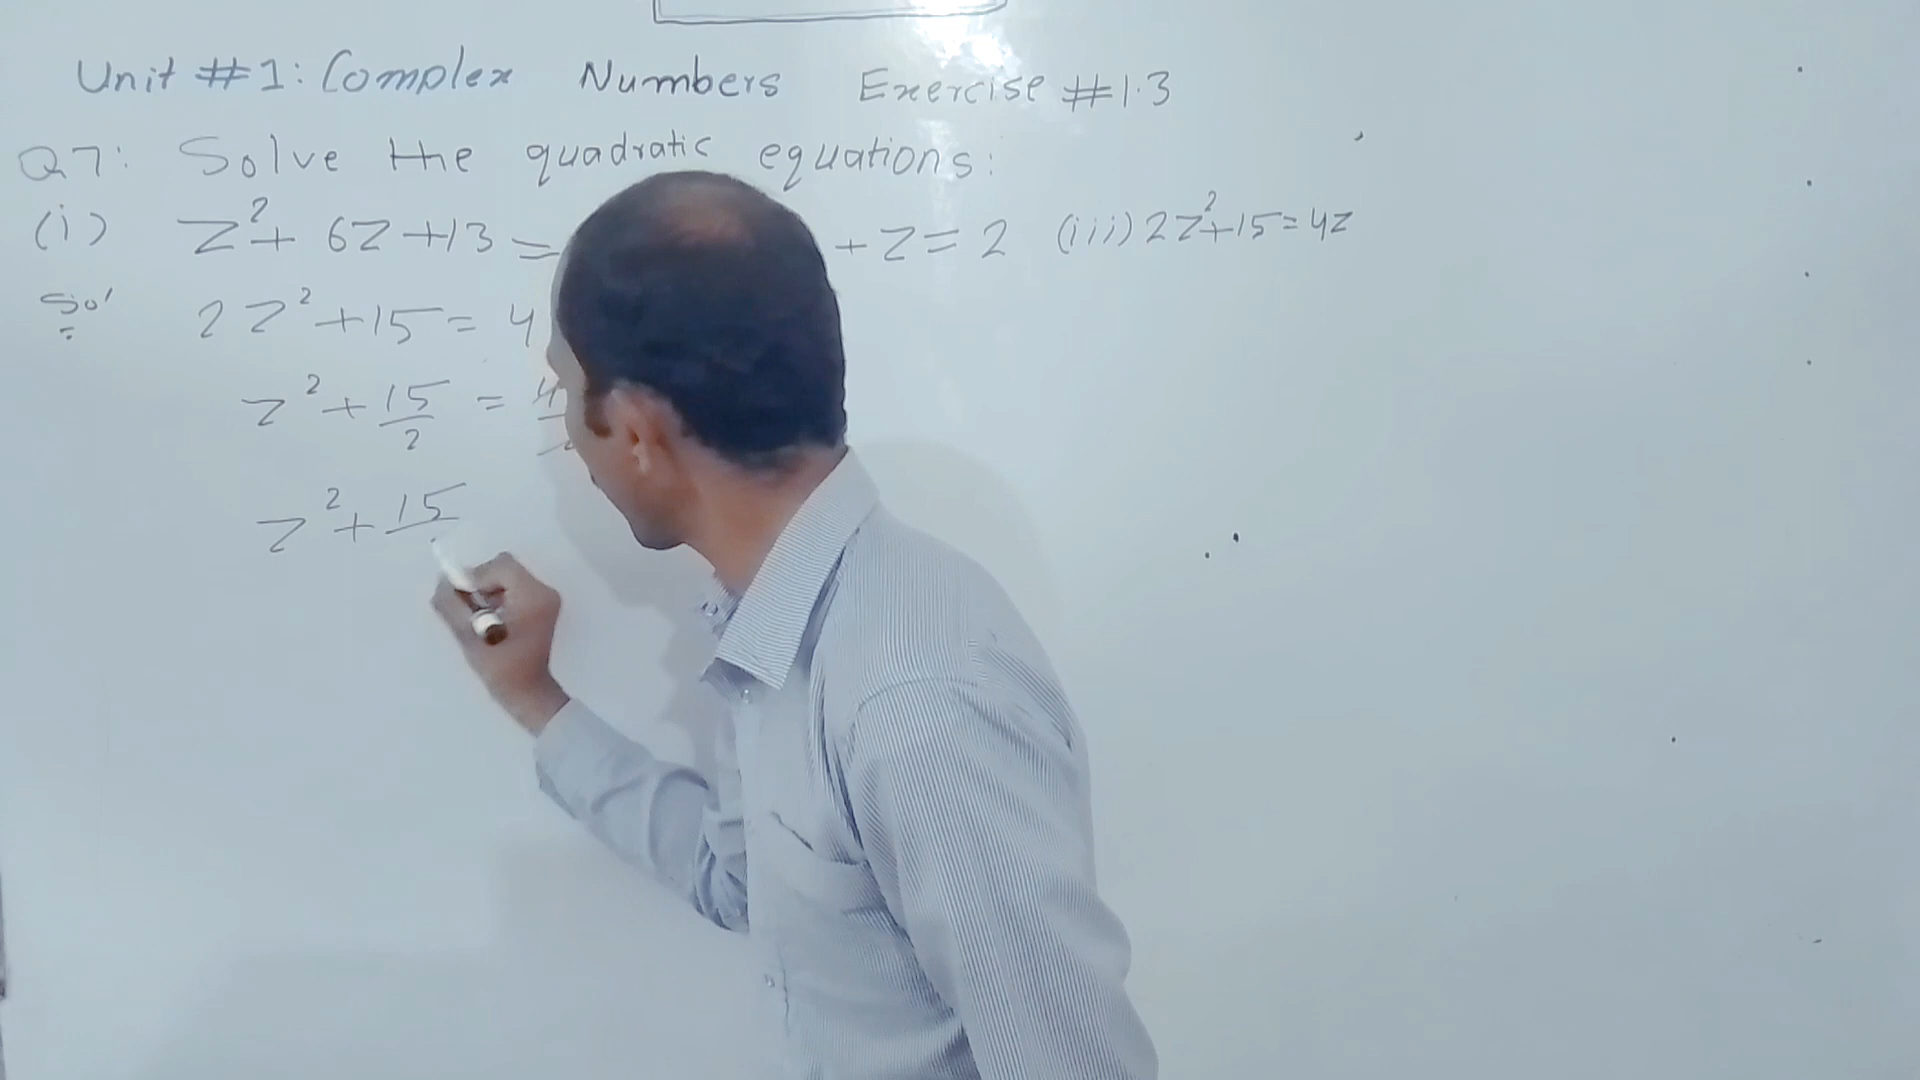 Unit #1: Complex Numbers Exercise #1.3
Q7: Solve the quadratic equations:
(i) z²+ 6z+13 = + z = 2 (iii) 2z²+15=4z
Sol 2z²+15= 4
z²+15/2 = 4
z²+15